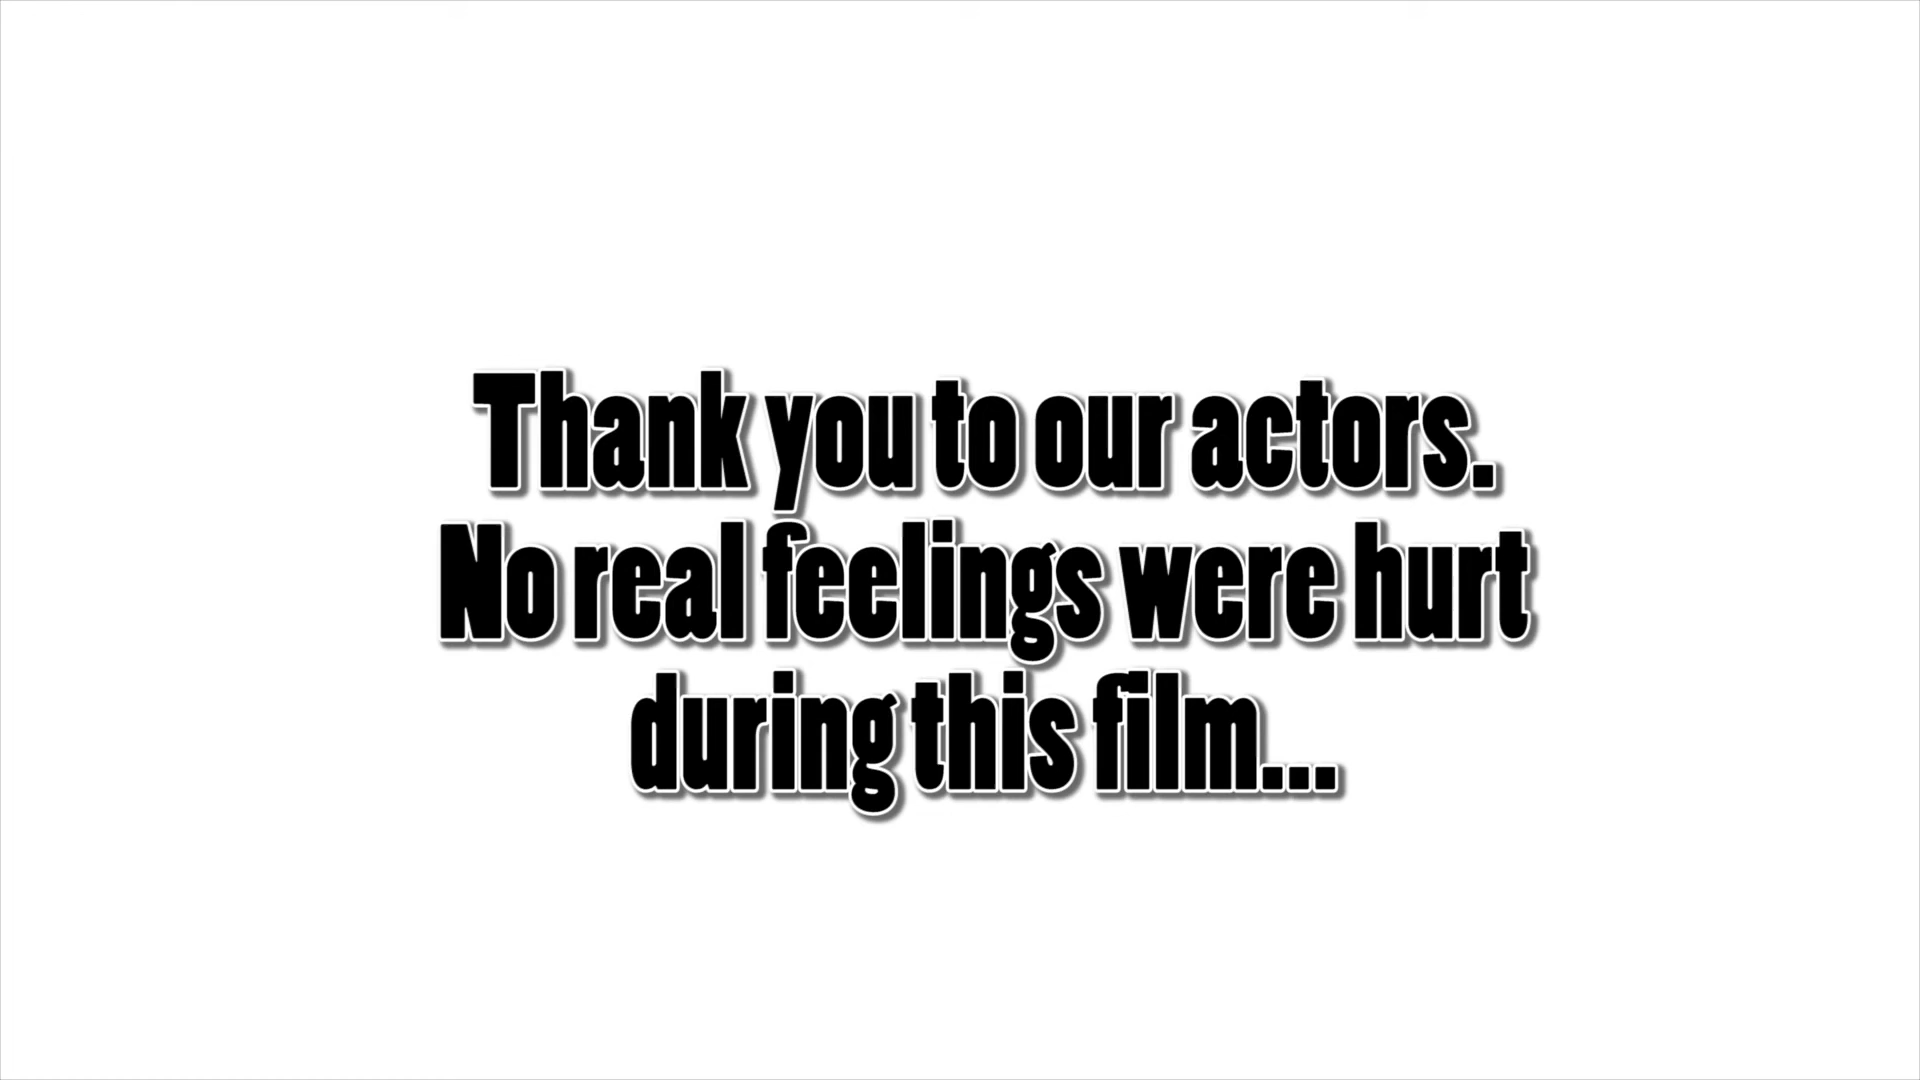 Thank you to our actors.
No real feelings were hurt
during this film...